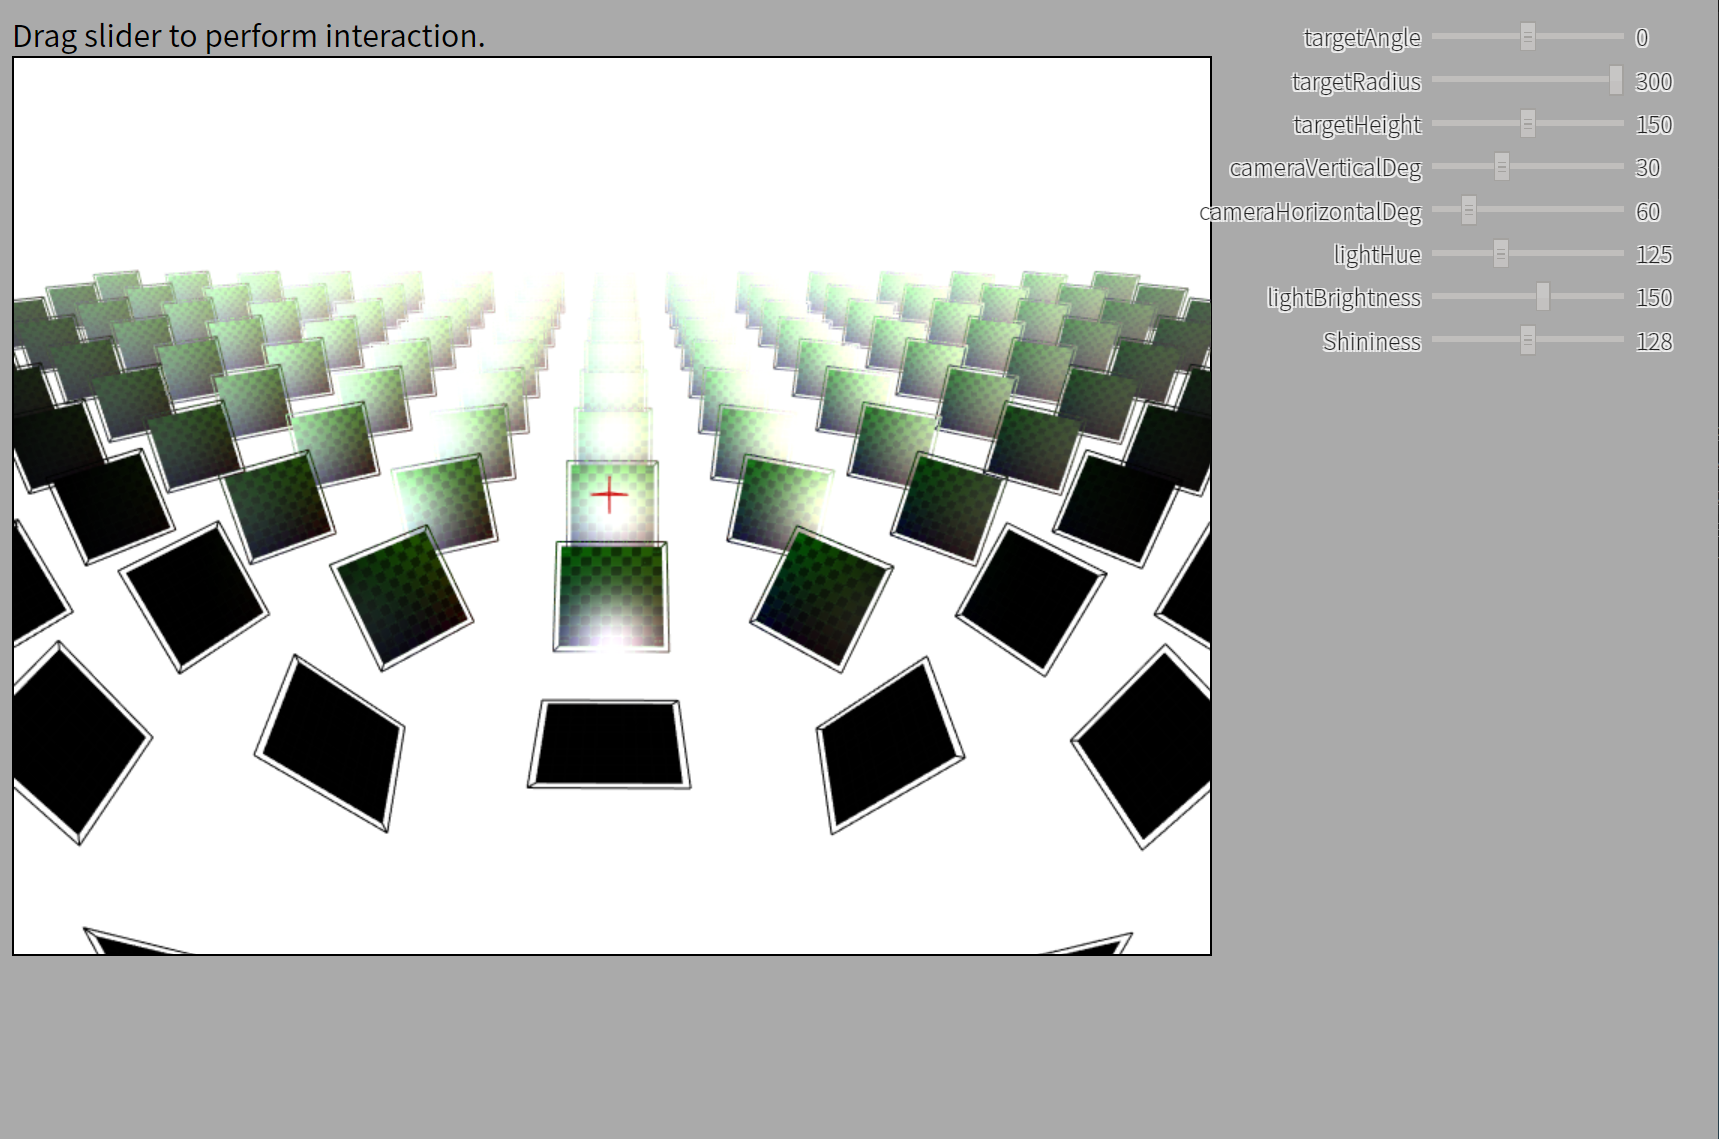 Drag slider to perform interaction.
targetAngle 0
targetRadius 300
targetHeight 150
cameraVerticalDeg 30
cameraHorizontalDeg 60
lightHue 125
lightBrightness 150
Shininess 128